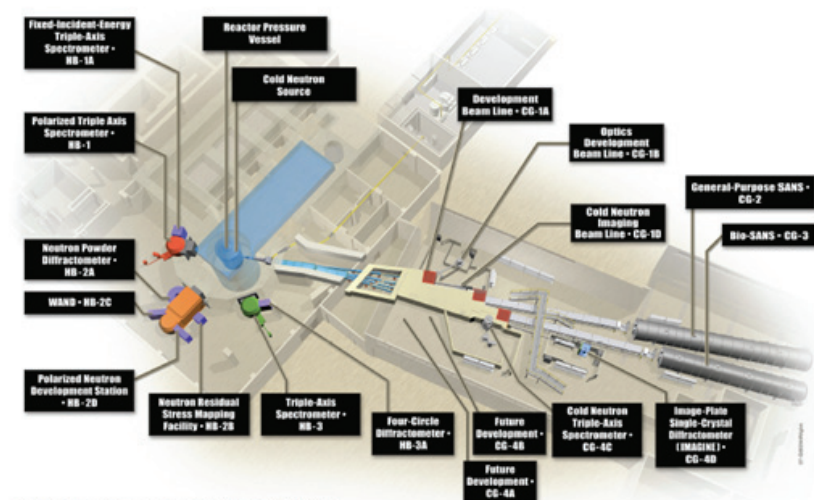 Fixed-Incident-Energy
Triple-Axis
Spectrometer •
HB-1A
Reactor Pressure
Vessel
Cold Neutron
Source
Polarized Triple Axis
Spectrometer •
HB-1
Development
Beam Line • CG-1A
Optics
Development
Beam Line • CG-1B
General-Purpose SANS •
CG-2
Cold Neutron
Imaging
Beam Line • CG-1D
Bio-SANS • CG-3
Neutron Powder
Diffractometer •
HB-2A
WAND • HB-2C
Polarized Neutron
Development Station
• HB-2D
Neutron Residual
Stress Mapping
Facility • HB-2B
Triple-Axis
Spectrometer •
HB-3
Four-Circle
Diffractometer •
HB-3A
Future
Development •
CG-4A
Future
Development •
CG-4B
Cold Neutron
Triple-Axis
Spectrometer •
CG-4C
Image-Plate
Single-Crystal
Diffractometer
(IMAGINE) •
CG-4D